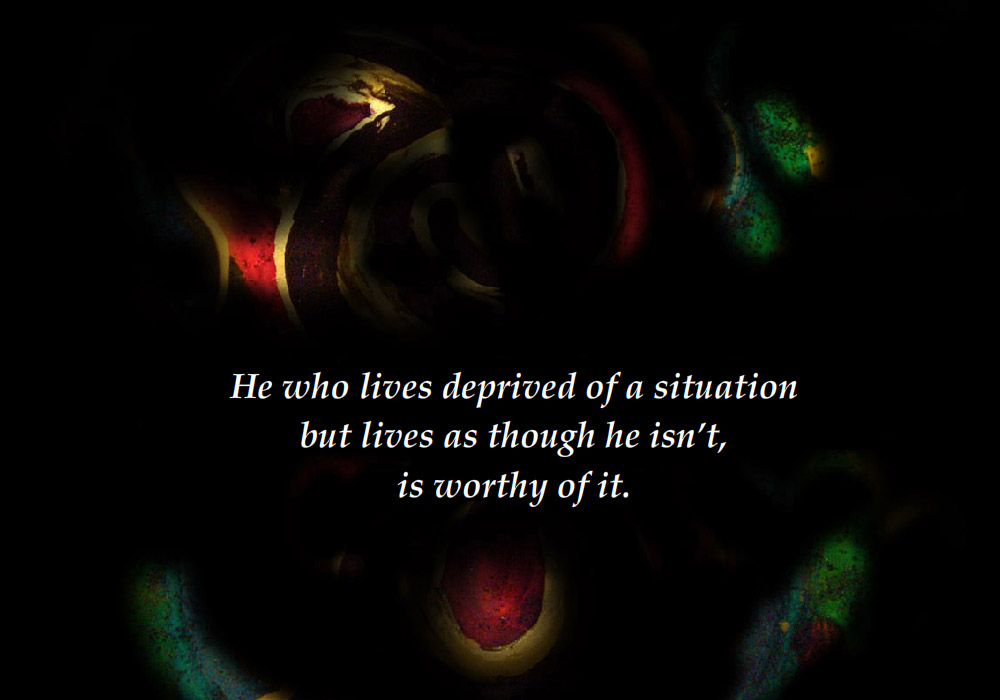 He who lives deprived of a situation
but lives as though he isn’t,
is worthy of it.